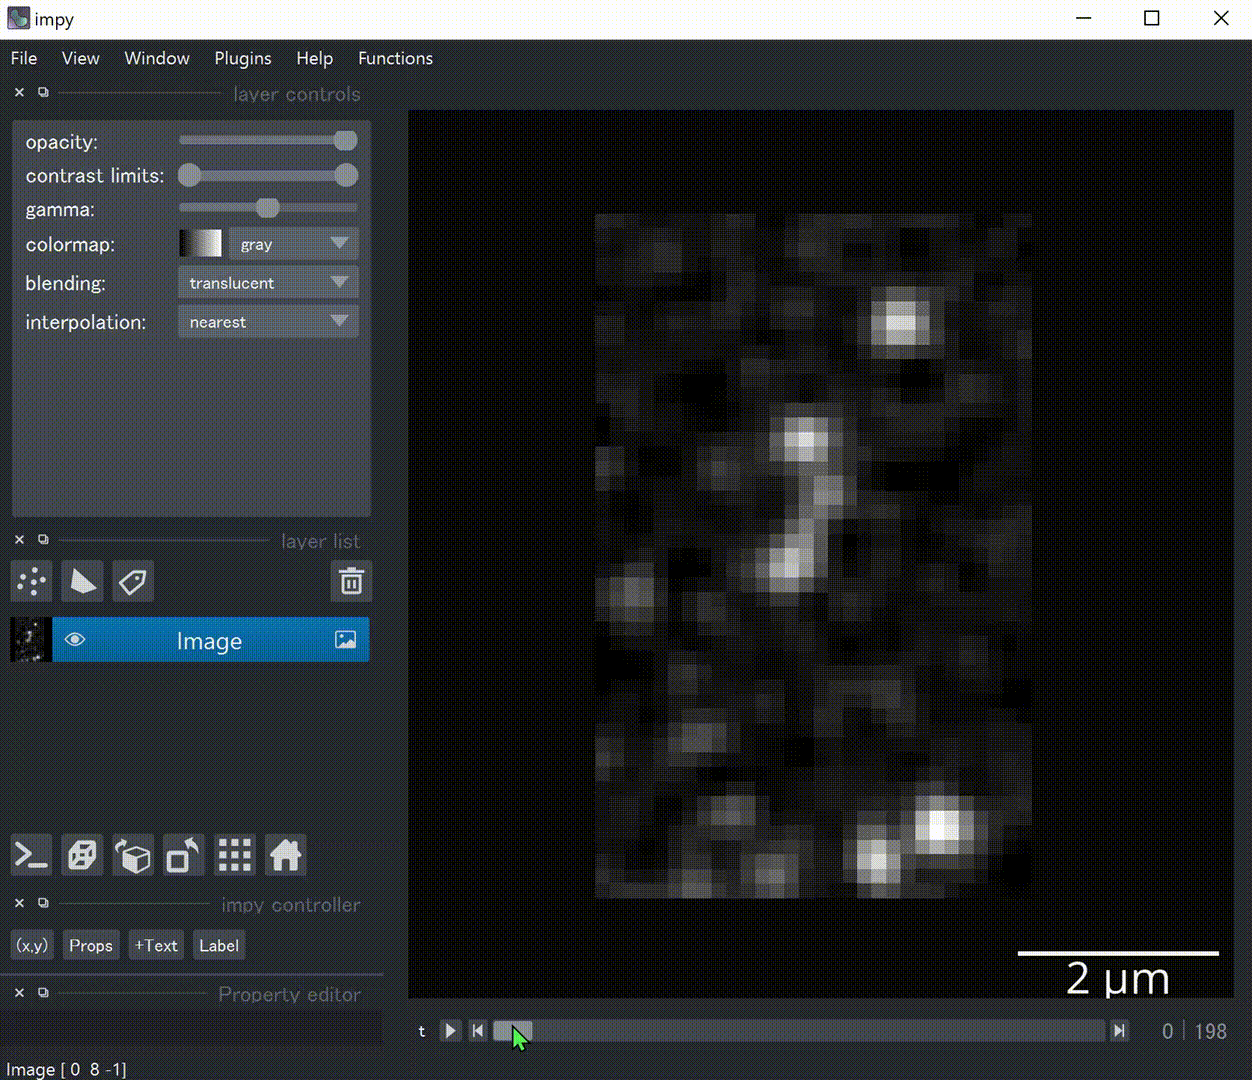 impy
File View Window Plugins Help Functions
layer controls
opacity:
contrast limits:
gamma:
colormap: gray
blending: translucent
interpolation: nearest
layer list
Image
impy controller
(x,y) Props +Text Label
Property editor
2 µm
t 0 198
Image [ 0 8 -1]